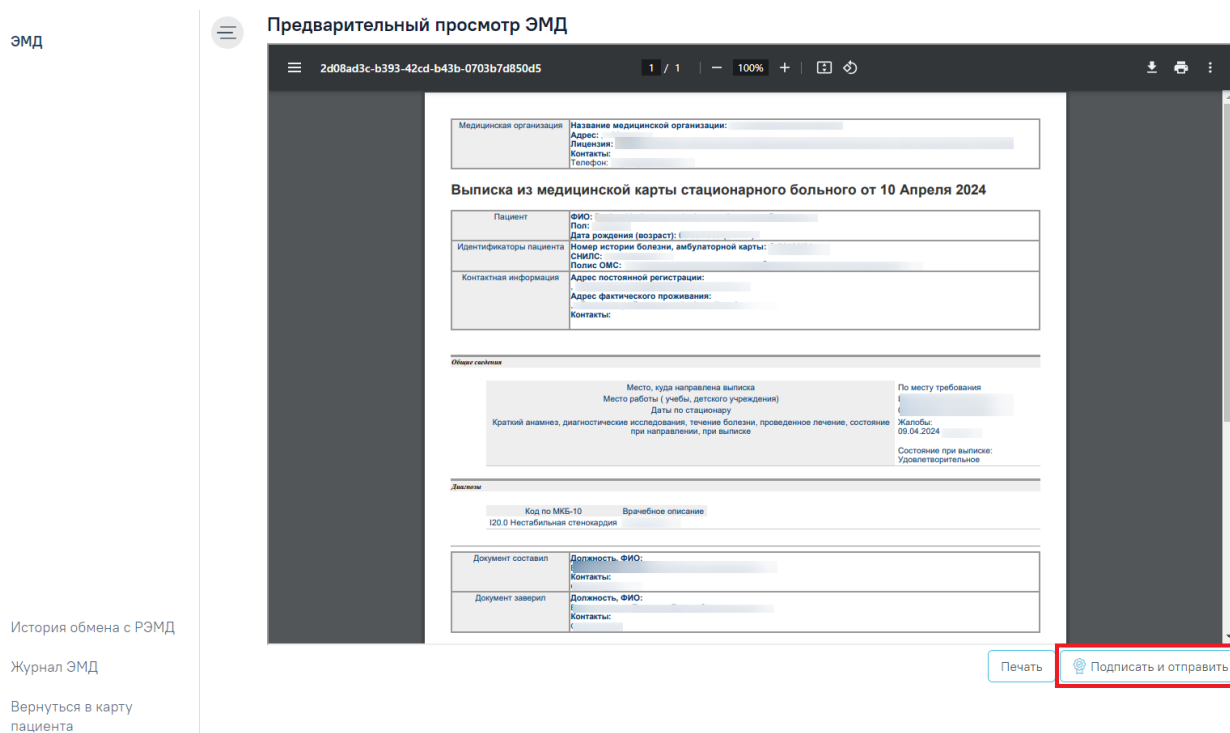 ЭМД
Предварительный просмотр ЭМД
2d08ad3c-b393-42cd-b43b-0703b7d850d5
1 / 1
100%
Медицинская организация
Название медицинской организации:
Адрес:
Лицензия:
Контакты:
Телефон:
Выписка из медицинской карты стационарного больного от 10 Апреля 2024
Пациент
ФИО:
Пол:
Дата рождения (возраст):
Идентификаторы пациента
Номер истории болезни, амбулаторной карты:
СНИЛС:
Полис ОМС:
Контактная информация
Адрес постоянной регистрации:
Адрес фактического проживания:
Контакты:
Общие сведения
Место, куда направлена выписка
По месту требования
Место работы ( учебы, детского учреждения)
Даты по стационару
Краткий анамнез, диагностические исследования, течение болезни, проведенное лечение, состояние
при направлении, при выписке
Жалобы:
09.04.2024
Состояние при выписке:
Удовлетворительное
Диагнозы
Код по МКБ-10
Врачебное описание
I20.0 Нестабильная стенокардия
Документ составил
Должность, ФИО:
Контакты:
Документ заверил
Должность, ФИО:
Контакты:
История обмена с РЭМД
Журнал ЭМД
Вернуться в карту
пациента
Печать
Подписать и отправить